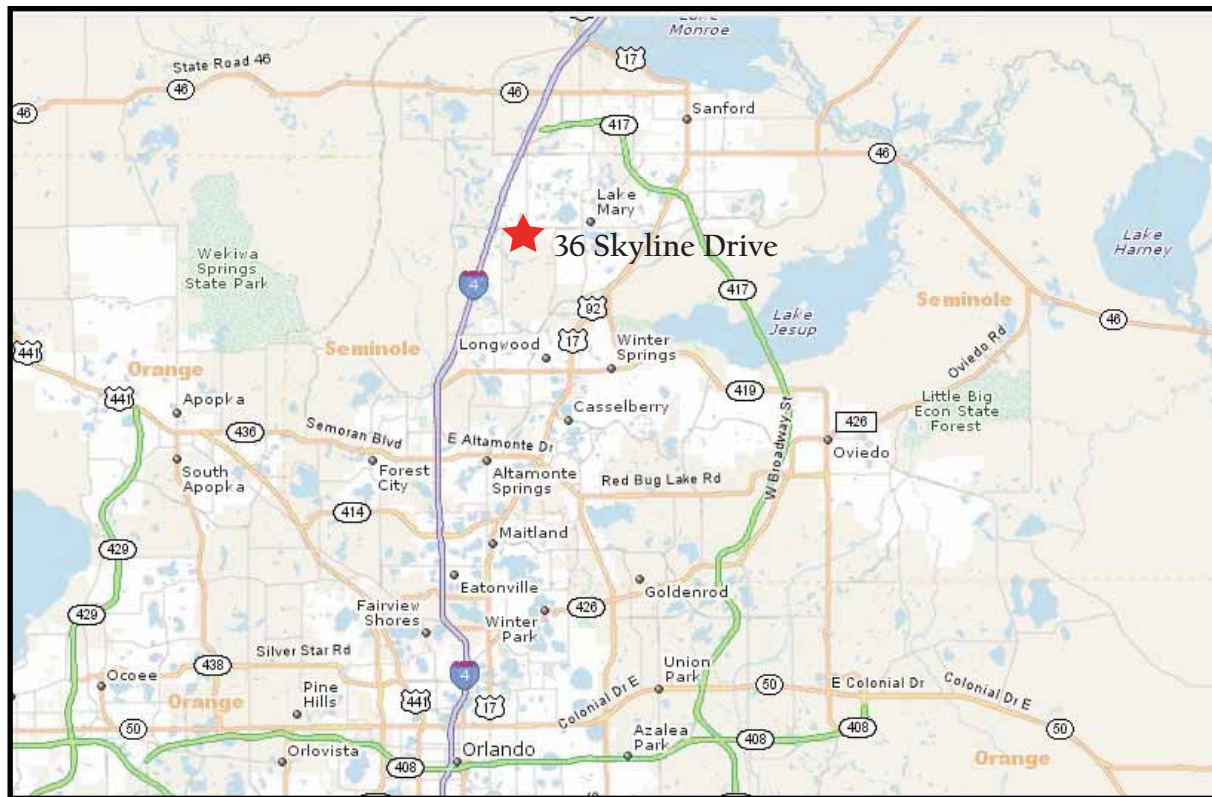 Lake
Monroe
17
State Road 46
46
46
46
Sanford
417
46
Lake
Mary
36 Skyline Drive
Lake
Harney
Wekiwa
Springs
State Park
4
417
Seminole
92
Lake
Jesup
46
441
17
Winter
Springs
Longwood
Seminole
Orange
Oviedo Rd
441
Apopka
419
Little Big
Econ State
Forest
Casselberry
436
Semoran Blvd
E Altamonte Dr
426
W Broadway St
Oviedo
South
Apopka
Forest
City
Altamonte
Springs
Red Bug Lake Rd
414
Maitland
429
Eatonville
Goldenrod
429
Fairview
Shores
Winter
Park
426
Silver Star Rd
438
Union
Park
Ocoee
4
50
E Colonial Dr
Colonial Dr E
Orange
Pine
Hills
441
17
Colonial Dr E
50
Azalea
Park
408
408
50
Orlovista
408
Orlando
Orange